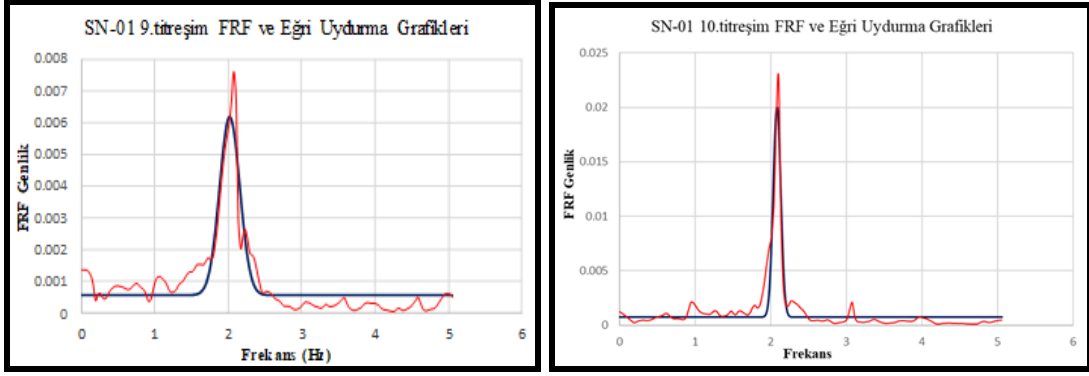 SN-01 9.titreşim FRF ve Eğri Uydurma Grafikleri
FRF Genlik
0.008
0.007
0.006
0.005
0.004
0.003
0.002
0.001
0
0 1 2 3 4 5 6
Frekans (Hz)
SN-01 10.titreşim FRF ve Eğri Uydurma Grafikleri
FRF Genlik
0.025
0.02
0.015
0.01
0.005
0
0 1 2 3 4 5 6
Frekans